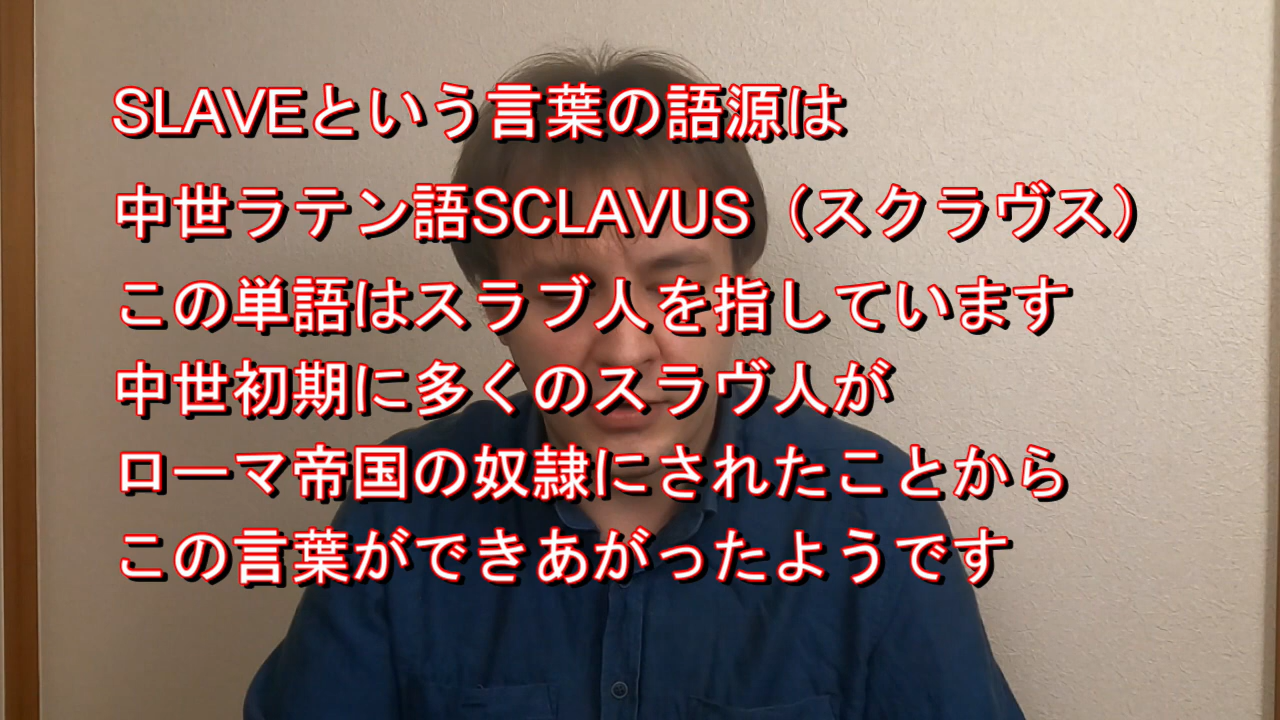 SLAVEという言葉の語源は
中世ラテン語SCLAVUS（スクラヴス）
この単語はスラブ人を指しています
中世初期に多くのスラヴ人が
ローマ帝国の奴隷にされたことから
この言葉ができあがったようです